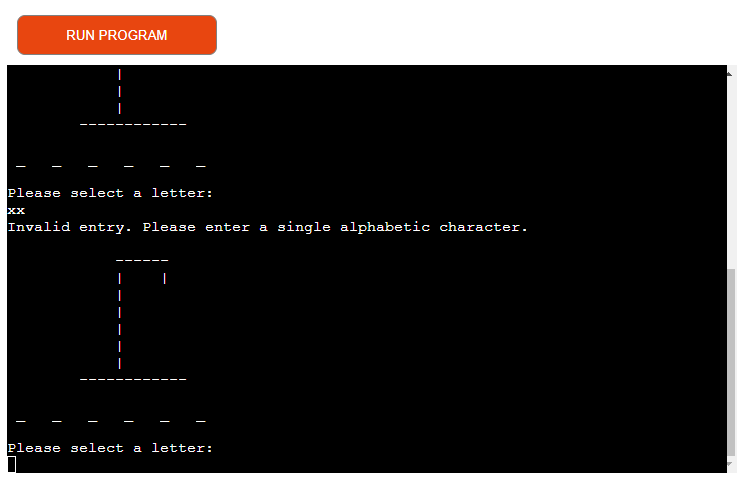 RUN PROGRAM
|
|
|
------------
_ _ _ _ _ _
Please select a letter:
xx
Invalid entry. Please enter a single alphabetic character.
------
| |
|
|
|
|
|
------------
_ _ _ _ _ _
Please select a letter: